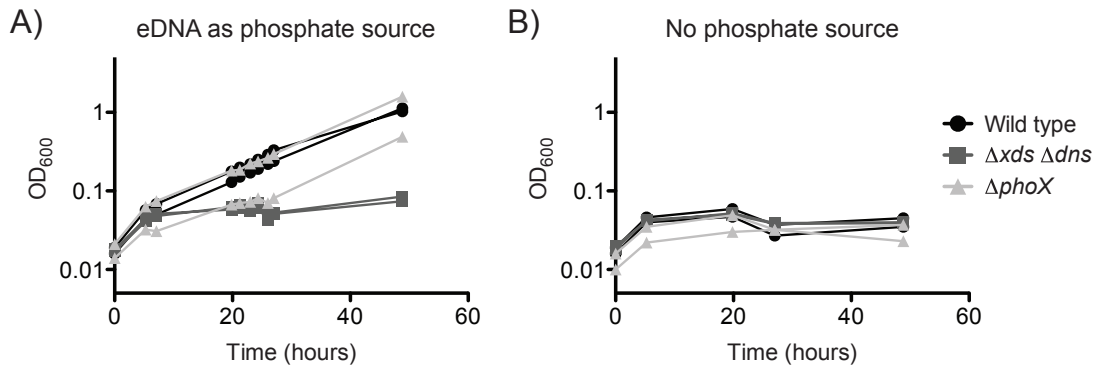 A)
eDNA as phosphate source
OD600
1
0.1
0.01
0
20
40
60
Time (hours)
B)
No phosphate source
OD600
1
0.1
0.01
0
20
40
60
Time (hours)
Wild type
Δxds Δdns
ΔphoX